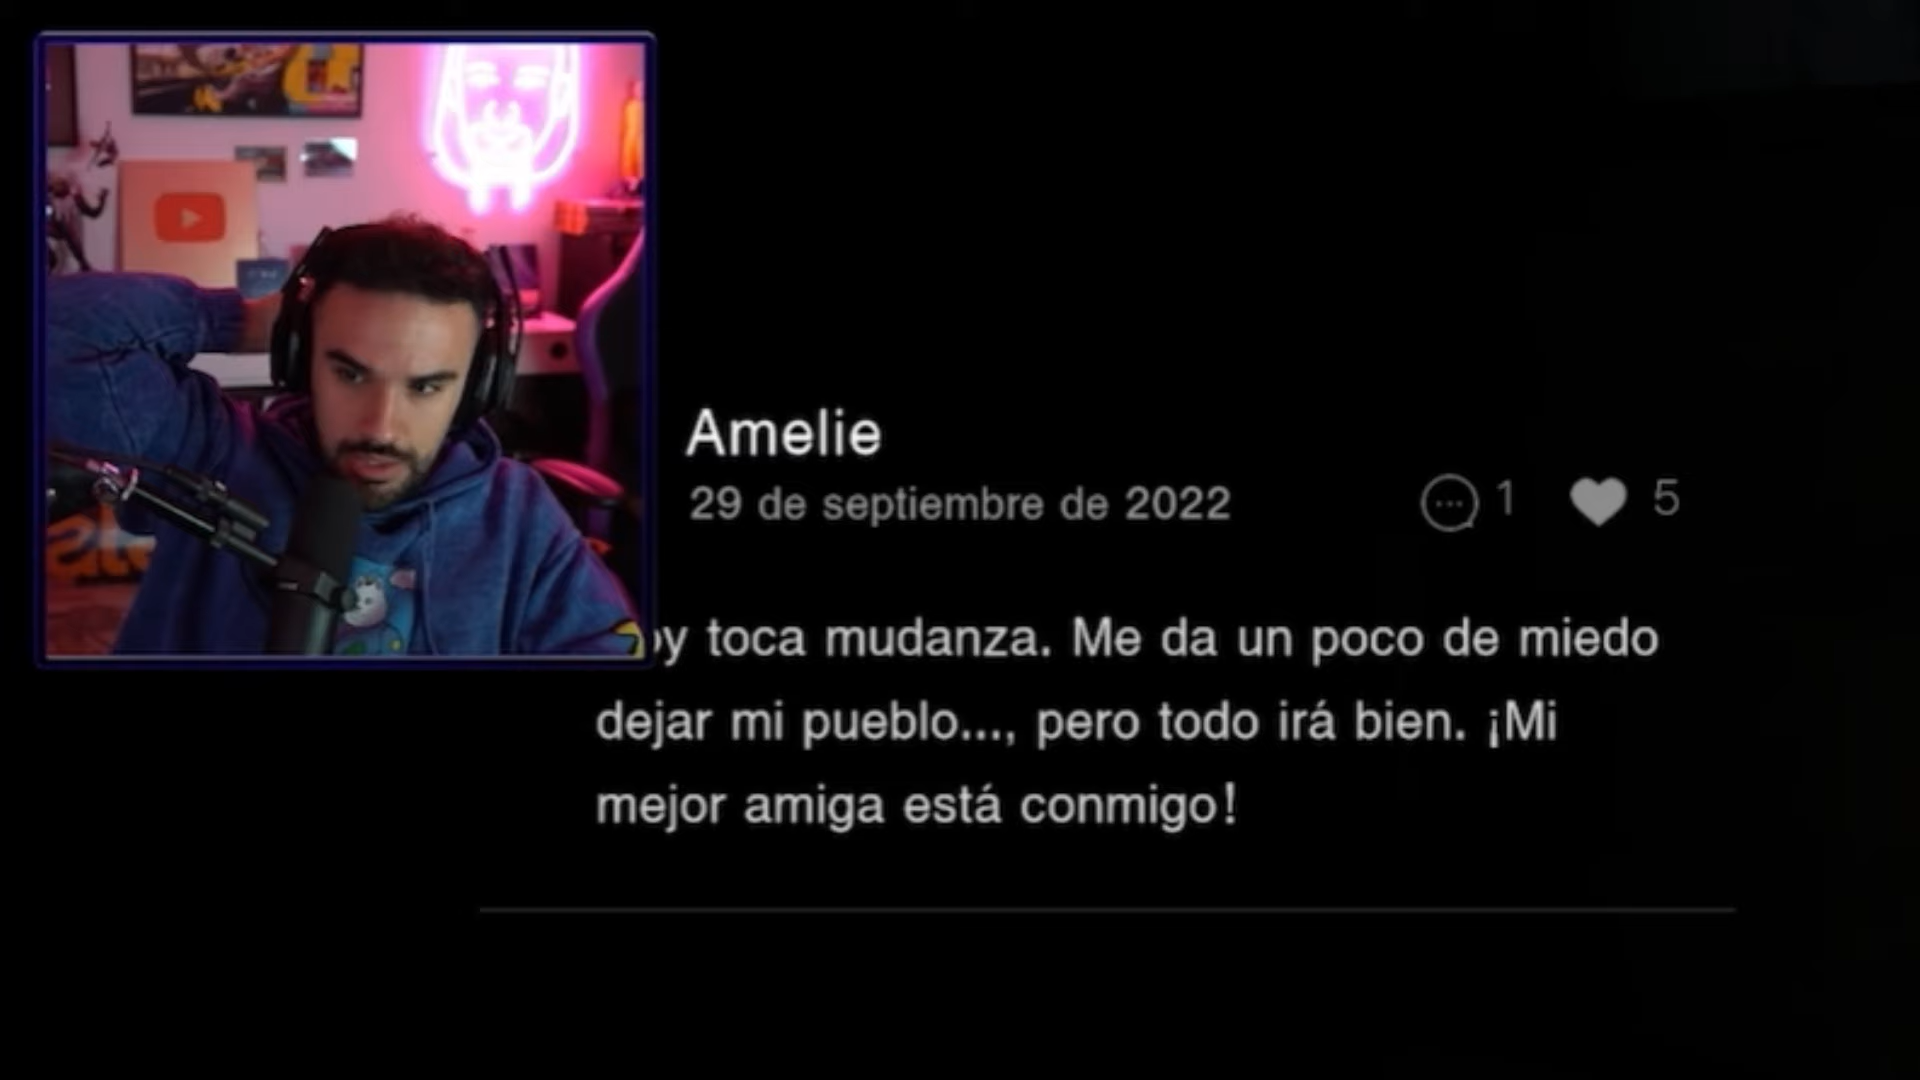 Amelie
29 de septiembre de 2022
1
5
toca mudanza. Me da un poco de miedo
dejar mi pueblo..., pero todo irá bien. ¡Mi
mejor amiga está conmigo!